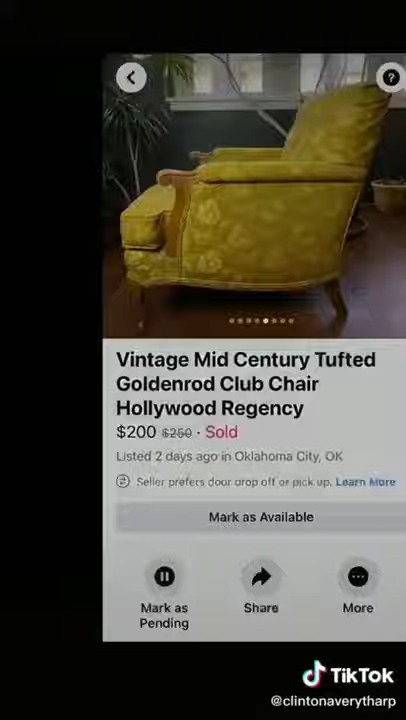 ?
Vintage Mid Century Tufted
Goldenrod Club Chair
Hollywood Regency
$200 $250 · Sold
Listed 2 days ago in Oklahoma City, OK
Seller prefers door drop off or pick up. Learn More
Mark as Available
Mark as
Pending
Share
More
TikTok
@clintonaverytharp